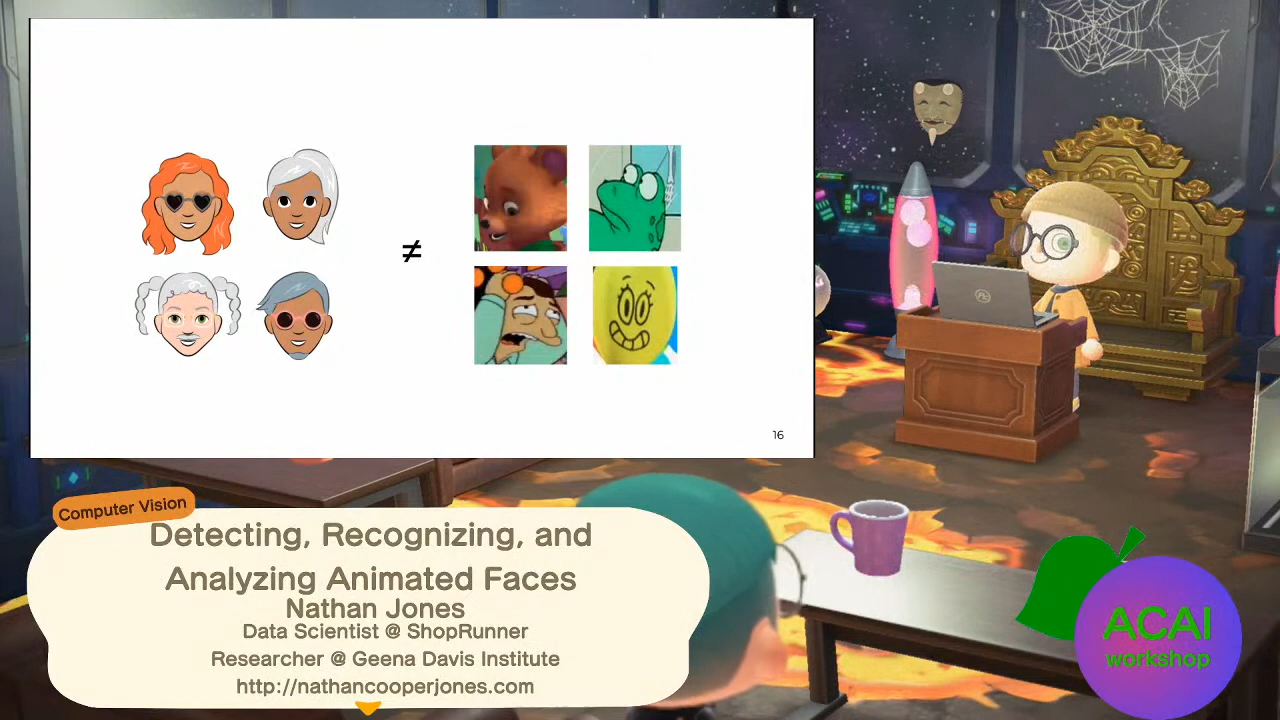 ≠
16
Computer Vision
Detecting, Recognizing, and
Analyzing Animated Faces
Nathan Jones
Data Scientist @ ShopRunner
Researcher @ Geena Davis Institute
http://nathancooperjones.com
ACAI
workshop